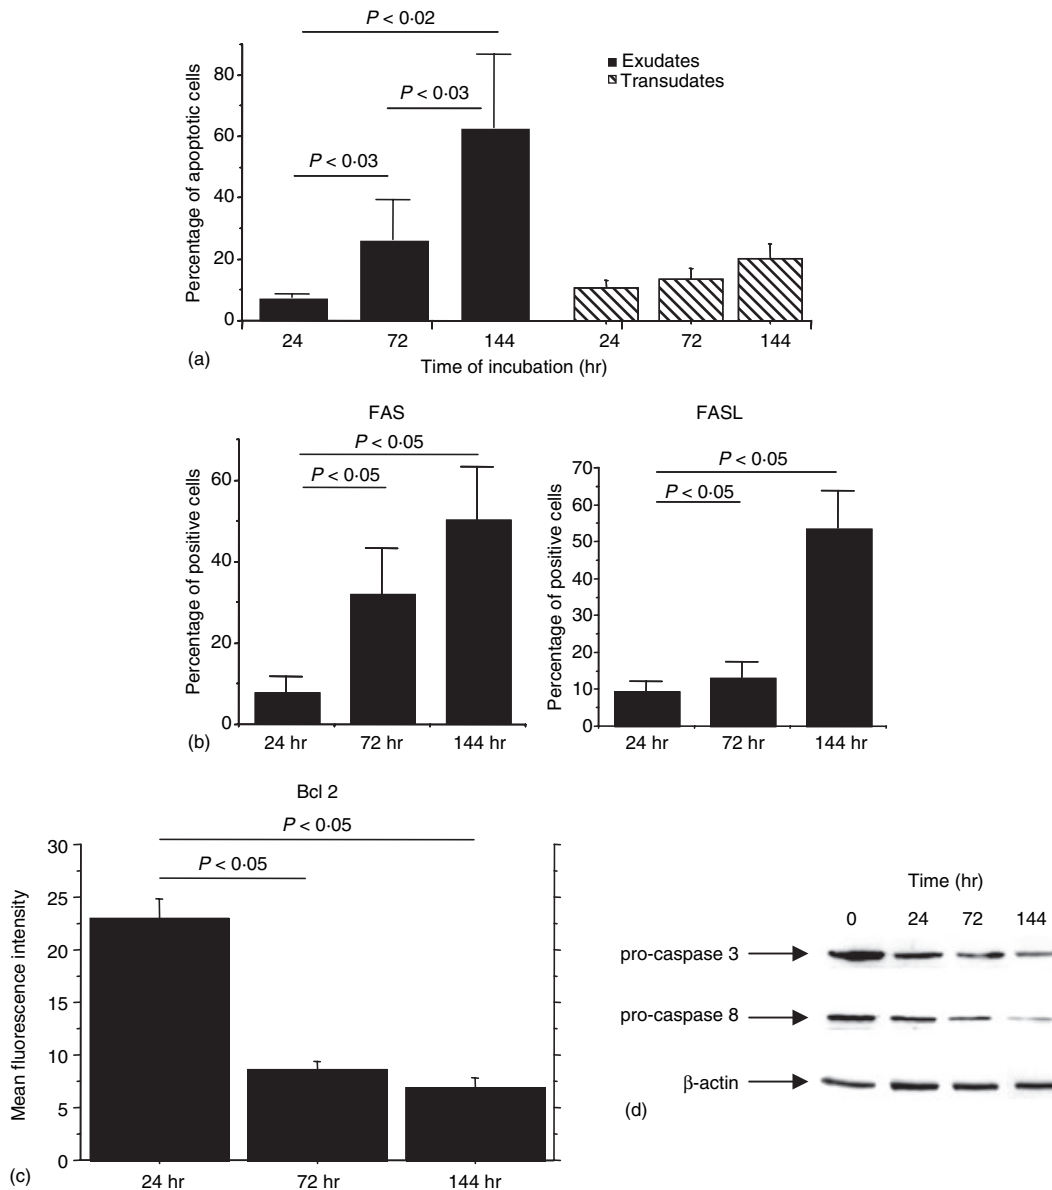 P < 0·02
80
Exudates
Transudates
P < 0·03
60
P < 0·03
40
20
0
Percentage of apoptotic cells
24 72 144 24 72 144
(a)
Time of incubation (hr)
FAS
P < 0·05
P < 0·05
60
40
20
0
Percentage of positive cells
24 hr 72 hr 144 hr
(b)
FASL
P < 0·05
P < 0·05
70
60
50
40
30
20
10
0
Percentage of positive cells
24 hr 72 hr 144 hr
Bcl 2
P < 0·05
P < 0·05
30
25
20
15
10
5
0
Mean fluorescence intensity
24 hr 72 hr 144 hr
(c)
Time (hr)
0 24 72 144
pro-caspase 3
pro-caspase 8
β-actin
(d)